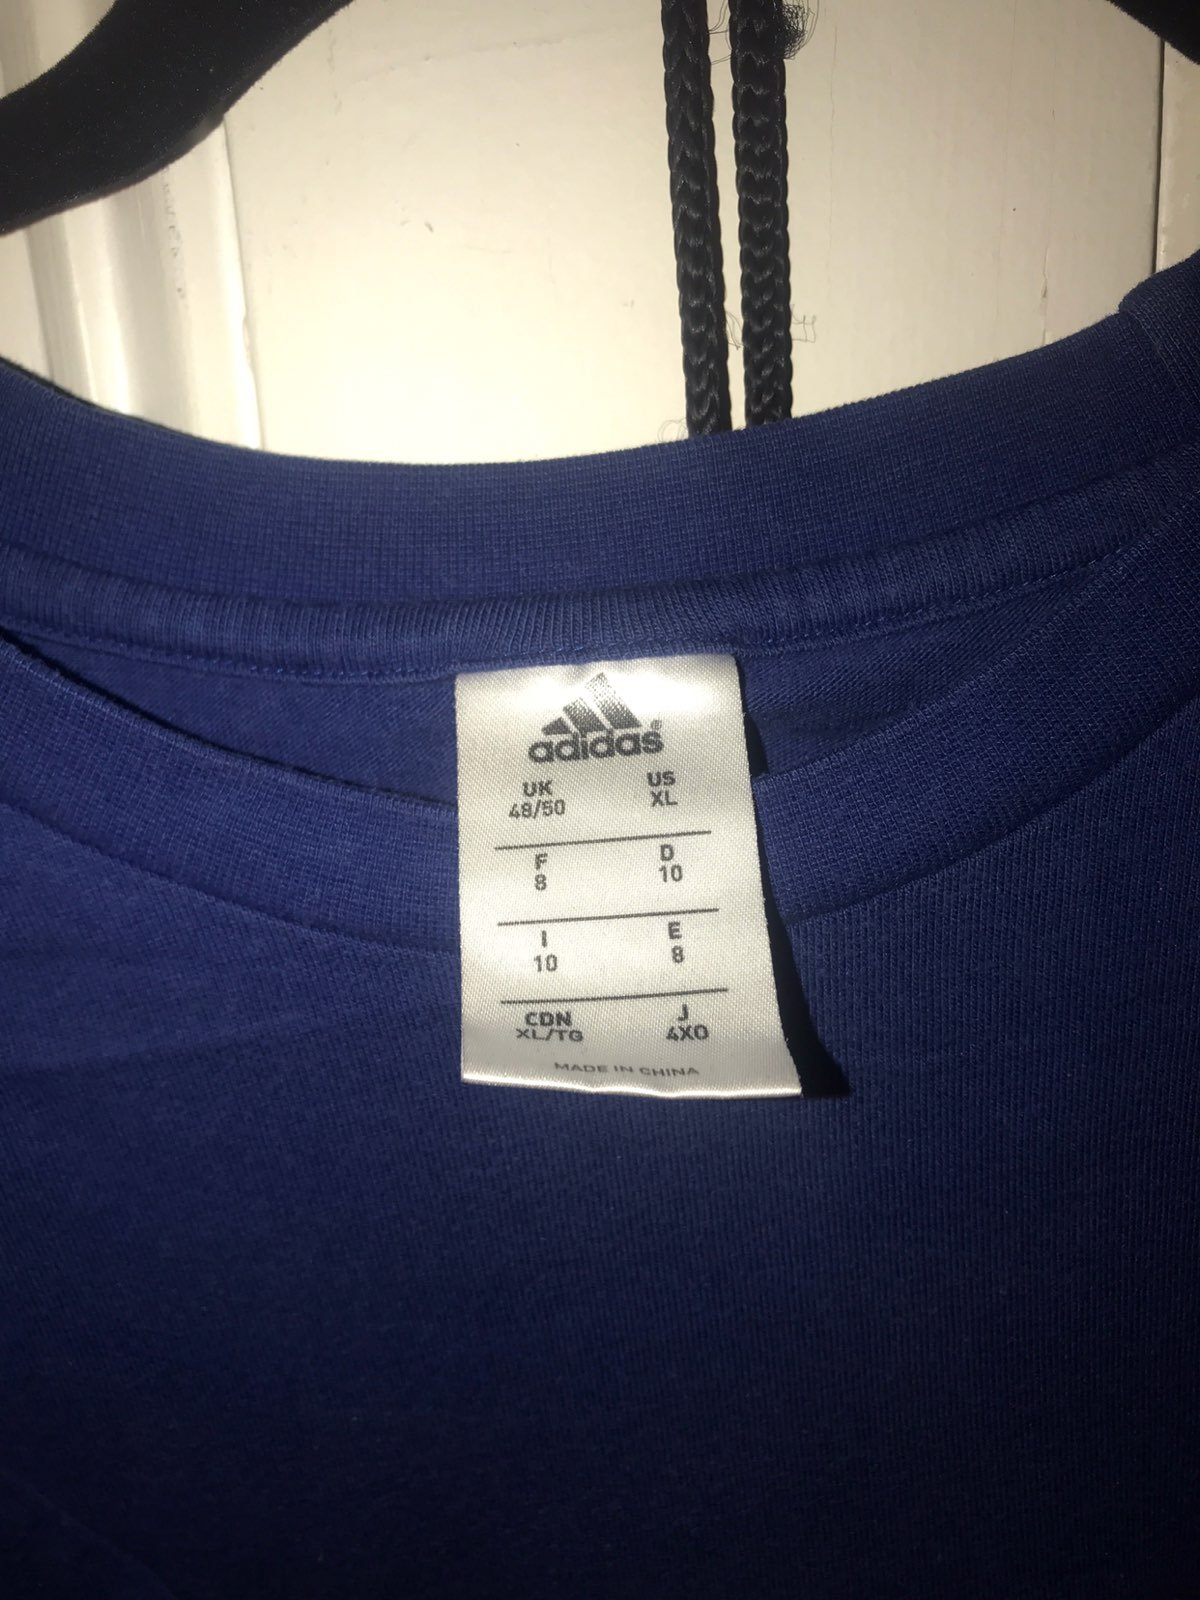 adidas®
UK US
48/50 XL
F D
8 10
I E
10 8
CDN J
XL/TG 4XO
MADE IN CHINA